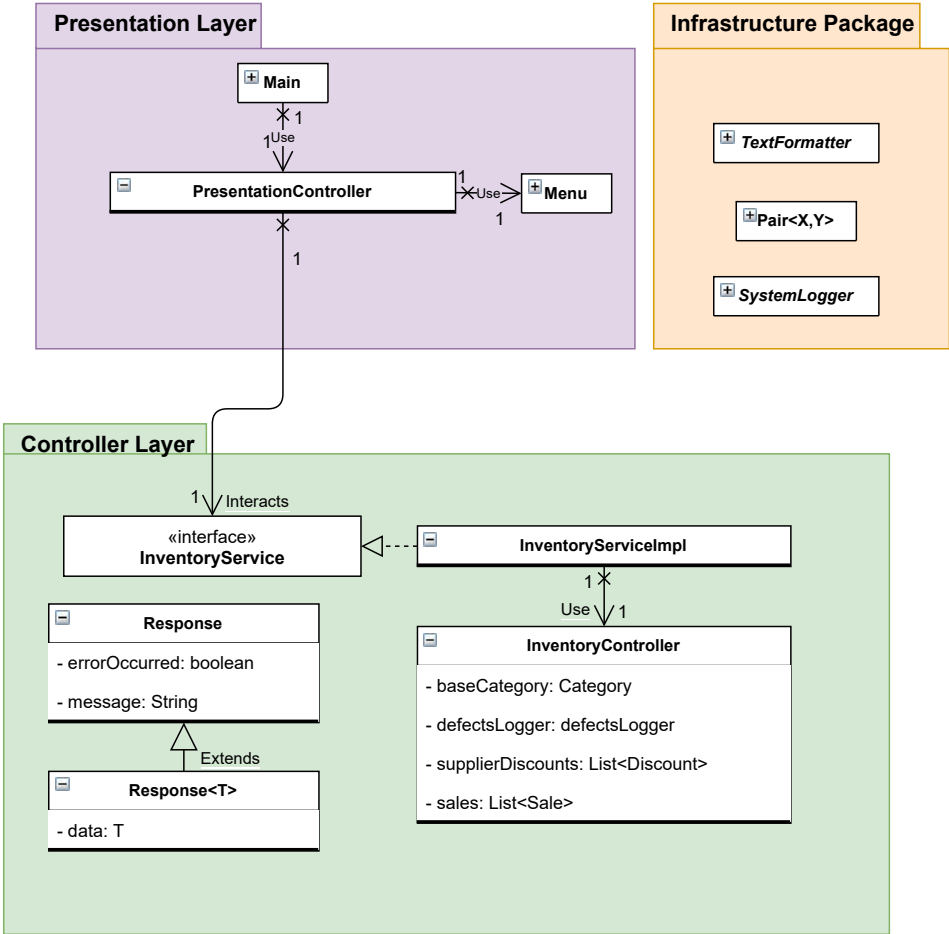 Presentation Layer
Main
1
1
Use
PresentationController
1
Use
1
Menu
1
Infrastructure Package
TextFormatter
Pair<X,Y>
SystemLogger
Controller Layer
1
Interacts
«interface»
InventoryService
InventoryServiceImpl
1
Use
1
Response
- errorOccurred: boolean
- message: String
Extends
Response<T>
- data: T
InventoryController
- baseCategory: Category
- defectsLogger: defectsLogger
- supplierDiscounts: List<Discount>
- sales: List<Sale>